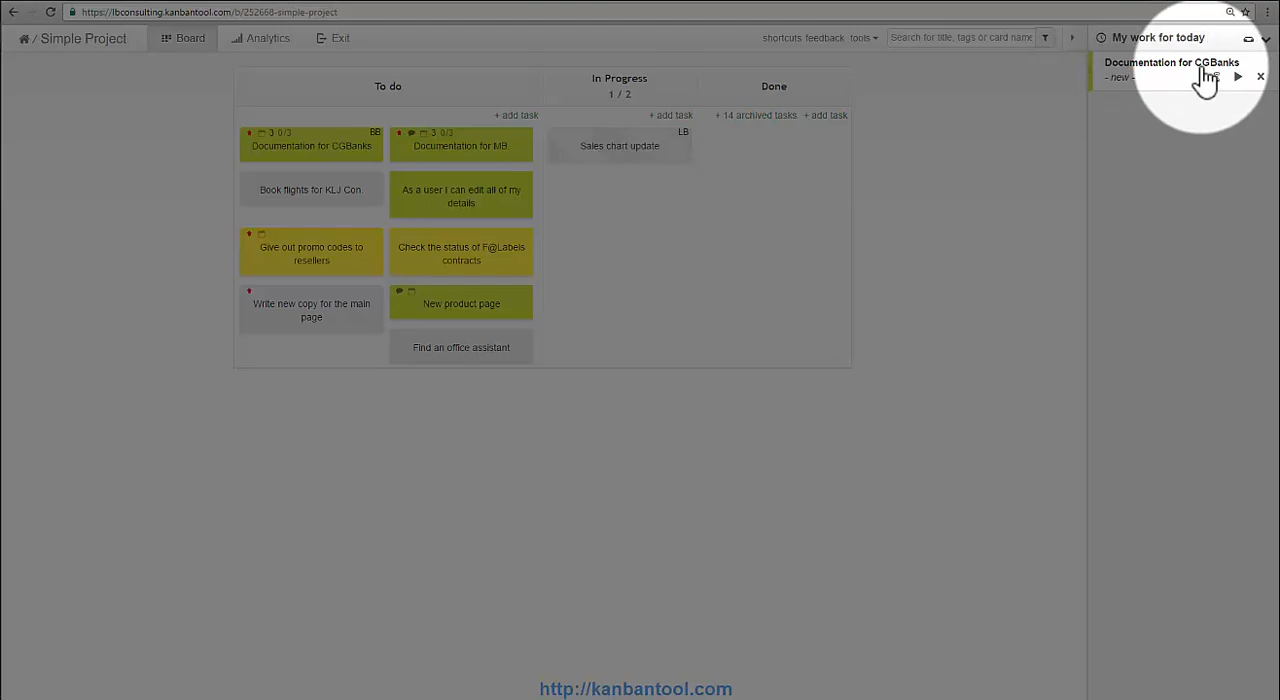 https://lbconsulting.kanbantool.com/b/252668-simple-project
/ Simple Project
Board
Analytics
Exit
shortcuts feedback tools
Search for title, tags or card name
My work for today
Documentation for CGBanks
- new -
To do
In Progress
1 / 2
Done
+ add task
+ add task
+ 14 archived tasks
+ add task
3 0/3
BB
Documentation for CGBanks
3 0/3
Documentation for MB
LB
Sales chart update
Book flights for KLJ Con.
As a user I can edit all of my
details
Give out promo codes to
resellers
Check the status of F@Labels
contracts
Write new copy for the main
page
New product page
Find an office assistant
http://kanbantool.com